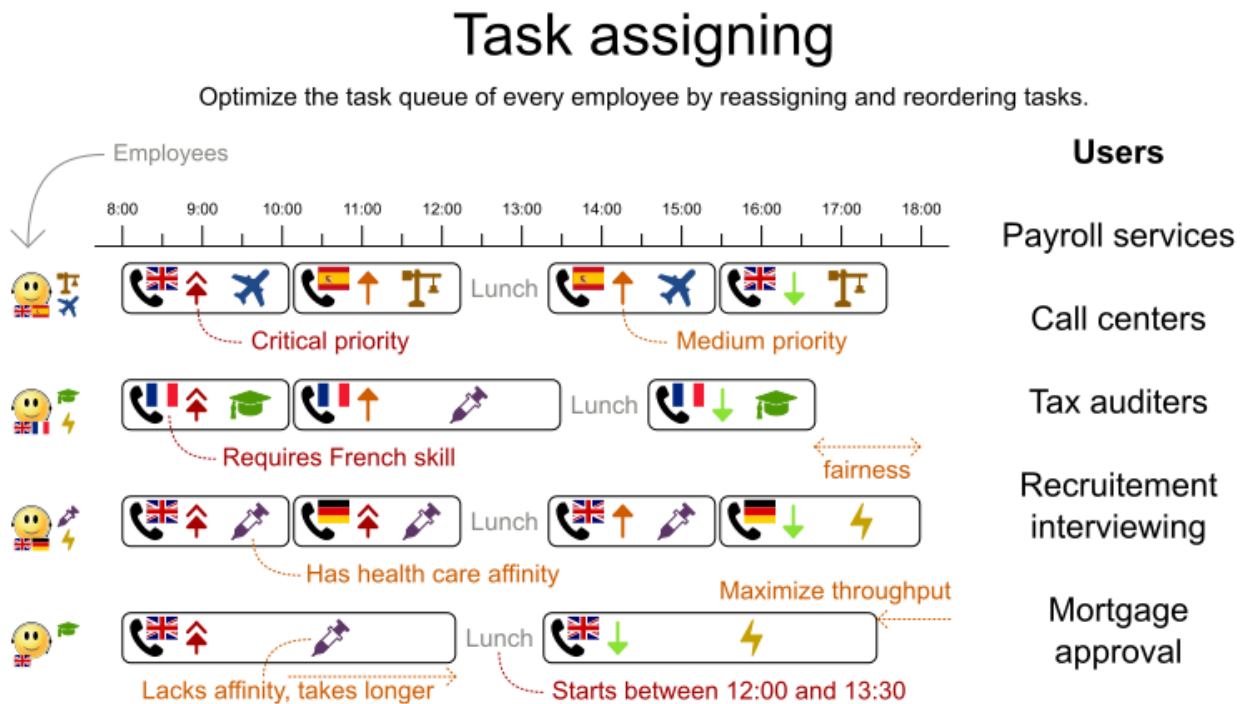 Task assigning
Optimize the task queue of every employee by reassigning and reordering tasks.
Employees
Users
8:00 9:00 10:00 11:00 12:00 13:00 14:00 15:00 16:00 17:00 18:00
Payroll services
Lunch
Call centers
Critical priority
Medium priority
Lunch
Tax auditers
Requires French skill
fairness
Recruitement
interviewing
Lunch
Has health care affinity
Maximize throughput
Mortgage
approval
Lunch
Lacks affinity, takes longer
Starts between 12:00 and 13:30